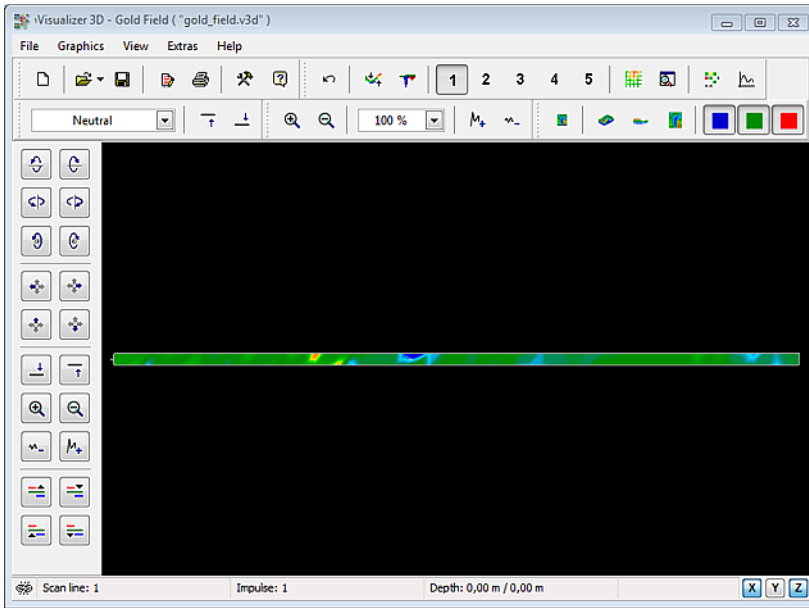 Visualizer 3D - Gold Field ( "gold_field.v3d" )
File Graphics View Extras Help
1 2 3 4 5
Neutral 100 %
Scan line: 1 Impulse: 1 Depth: 0,00 m / 0,00 m X Y Z